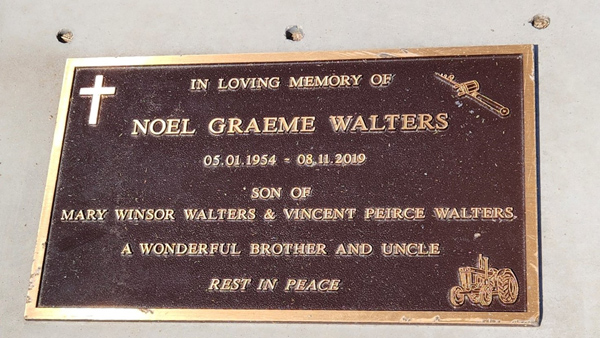 IN LOVING MEMORY OF
NOEL GRAEME WALTERS
05.01.1954 - 08.11.2019
SON OF
MARY WINSOR WALTERS & VINCENT PEIRCE WALTERS
A WONDERFUL BROTHER AND UNCLE
REST IN PEACE